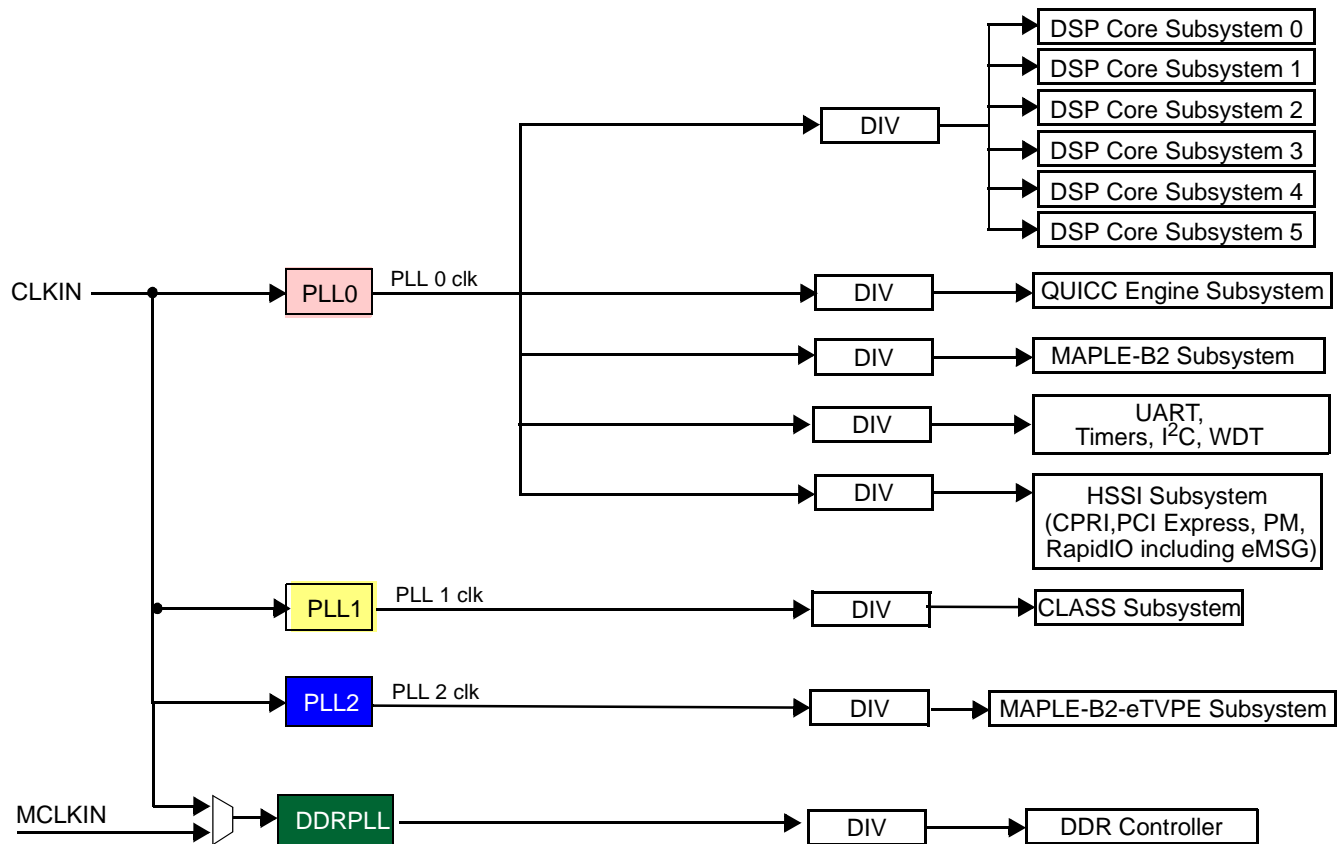 DSP Core Subsystem 0
DSP Core Subsystem 1
DSP Core Subsystem 2
DIV
DSP Core Subsystem 3
DSP Core Subsystem 4
DSP Core Subsystem 5
CLKIN
PLL0
PLL 0 clk
DIV
QUICC Engine Subsystem
DIV
MAPLE-B2 Subsystem
DIV
UART,
Timers, I²C, WDT
DIV
HSSI Subsystem
(CPRI,PCI Express, PM,
RapidIO including eMSG)
PLL1
PLL 1 clk
DIV
CLASS Subsystem
PLL2
PLL 2 clk
DIV
MAPLE-B2-eTVPE Subsystem
MCLKIN
DDRPLL
DIV
DDR Controller